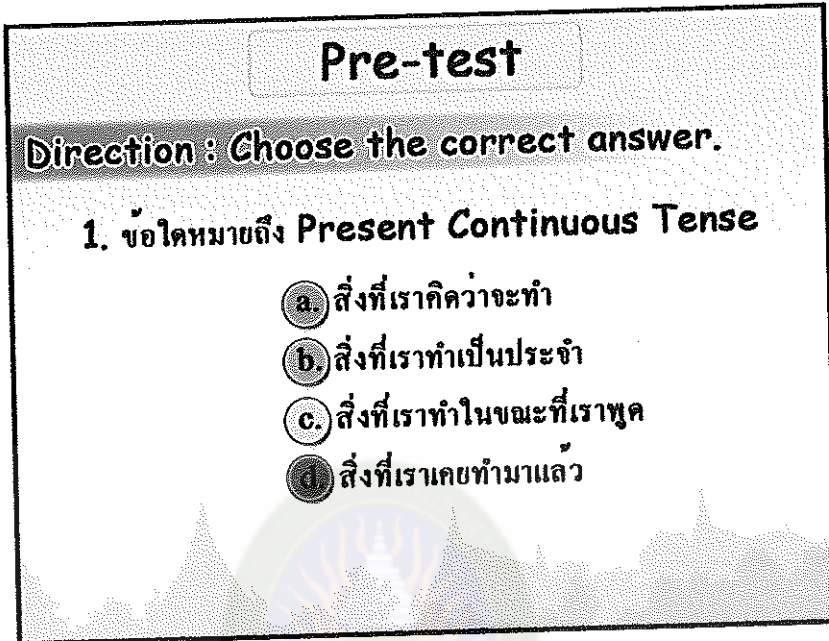 Pre-test
Direction : Choose the correct answer.
1. ข้อใดหมายถึง Present Continuous Tense
a. สิ่งที่เราคิดว่าจะทำ
b. สิ่งที่เราทำเป็นประจำ
c. สิ่งที่เราทำในขณะที่เราพูด
d. สิ่งที่เราเคยทำมาแล้ว